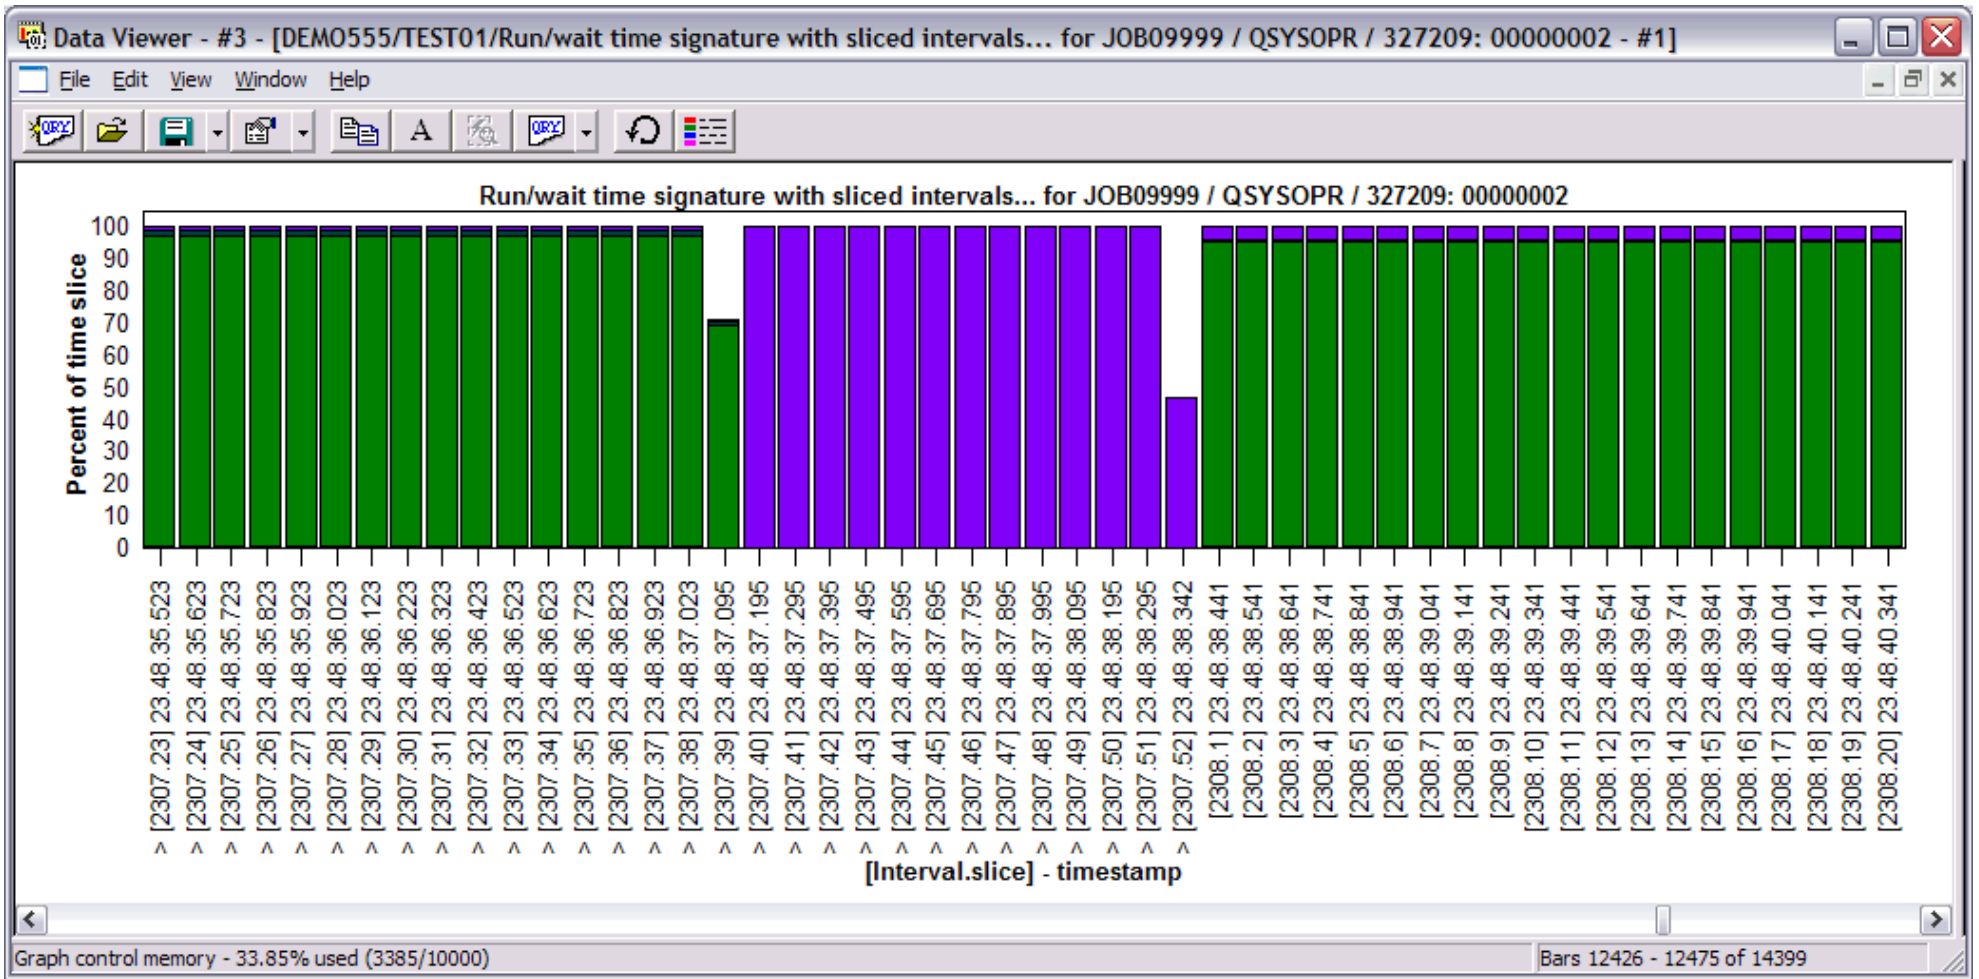 Data Viewer - #3 - [DEMO555/TEST01/Run/wait time signature with sliced intervals... for JOB09999 / QSYSOPR / 327209: 00000002 - #1]
File Edit View Window Help
QRY A QRY
Run/wait time signature with sliced intervals... for JOB09999 / QSYSOPR / 327209: 00000002
Percent of time slice
100
90
80
70
60
50
40
30
20
10
0
> [2307.23] 23.48.35.523
> [2307.24] 23.48.35.623
> [2307.25] 23.48.35.723
> [2307.26] 23.48.35.823
> [2307.27] 23.48.35.923
> [2307.28] 23.48.36.023
> [2307.29] 23.48.36.123
> [2307.30] 23.48.36.223
> [2307.31] 23.48.36.323
> [2307.32] 23.48.36.423
> [2307.33] 23.48.36.523
> [2307.34] 23.48.36.623
> [2307.35] 23.48.36.723
> [2307.36] 23.48.36.823
> [2307.37] 23.48.36.923
> [2307.38] 23.48.37.023
> [2307.39] 23.48.37.095
> [2307.40] 23.48.37.195
> [2307.41] 23.48.37.295
> [2307.42] 23.48.37.395
> [2307.43] 23.48.37.495
> [2307.44] 23.48.37.595
> [2307.45] 23.48.37.695
> [2307.46] 23.48.37.795
> [2307.47] 23.48.37.895
> [2307.48] 23.48.37.995
> [2307.49] 23.48.38.095
> [2307.50] 23.48.38.195
> [2307.51] 23.48.38.295
> [2307.52] 23.48.38.342
[2308.1] 23.48.38.441
[2308.2] 23.48.38.541
[2308.3] 23.48.38.641
[2308.4] 23.48.38.741
[2308.5] 23.48.38.841
[2308.6] 23.48.38.941
[2308.7] 23.48.39.041
[2308.8] 23.48.39.141
[2308.9] 23.48.39.241
[2308.10] 23.48.39.341
[2308.11] 23.48.39.441
[2308.12] 23.48.39.541
[2308.13] 23.48.39.641
[2308.14] 23.48.39.741
[2308.15] 23.48.39.841
[2308.16] 23.48.39.941
[2308.17] 23.48.40.041
[2308.18] 23.48.40.141
[2308.19] 23.48.40.241
[2308.20] 23.48.40.341
[Interval.slice] - timestamp
Graph control memory - 33.85% used (3385/10000)
Bars 12426 - 12475 of 14399